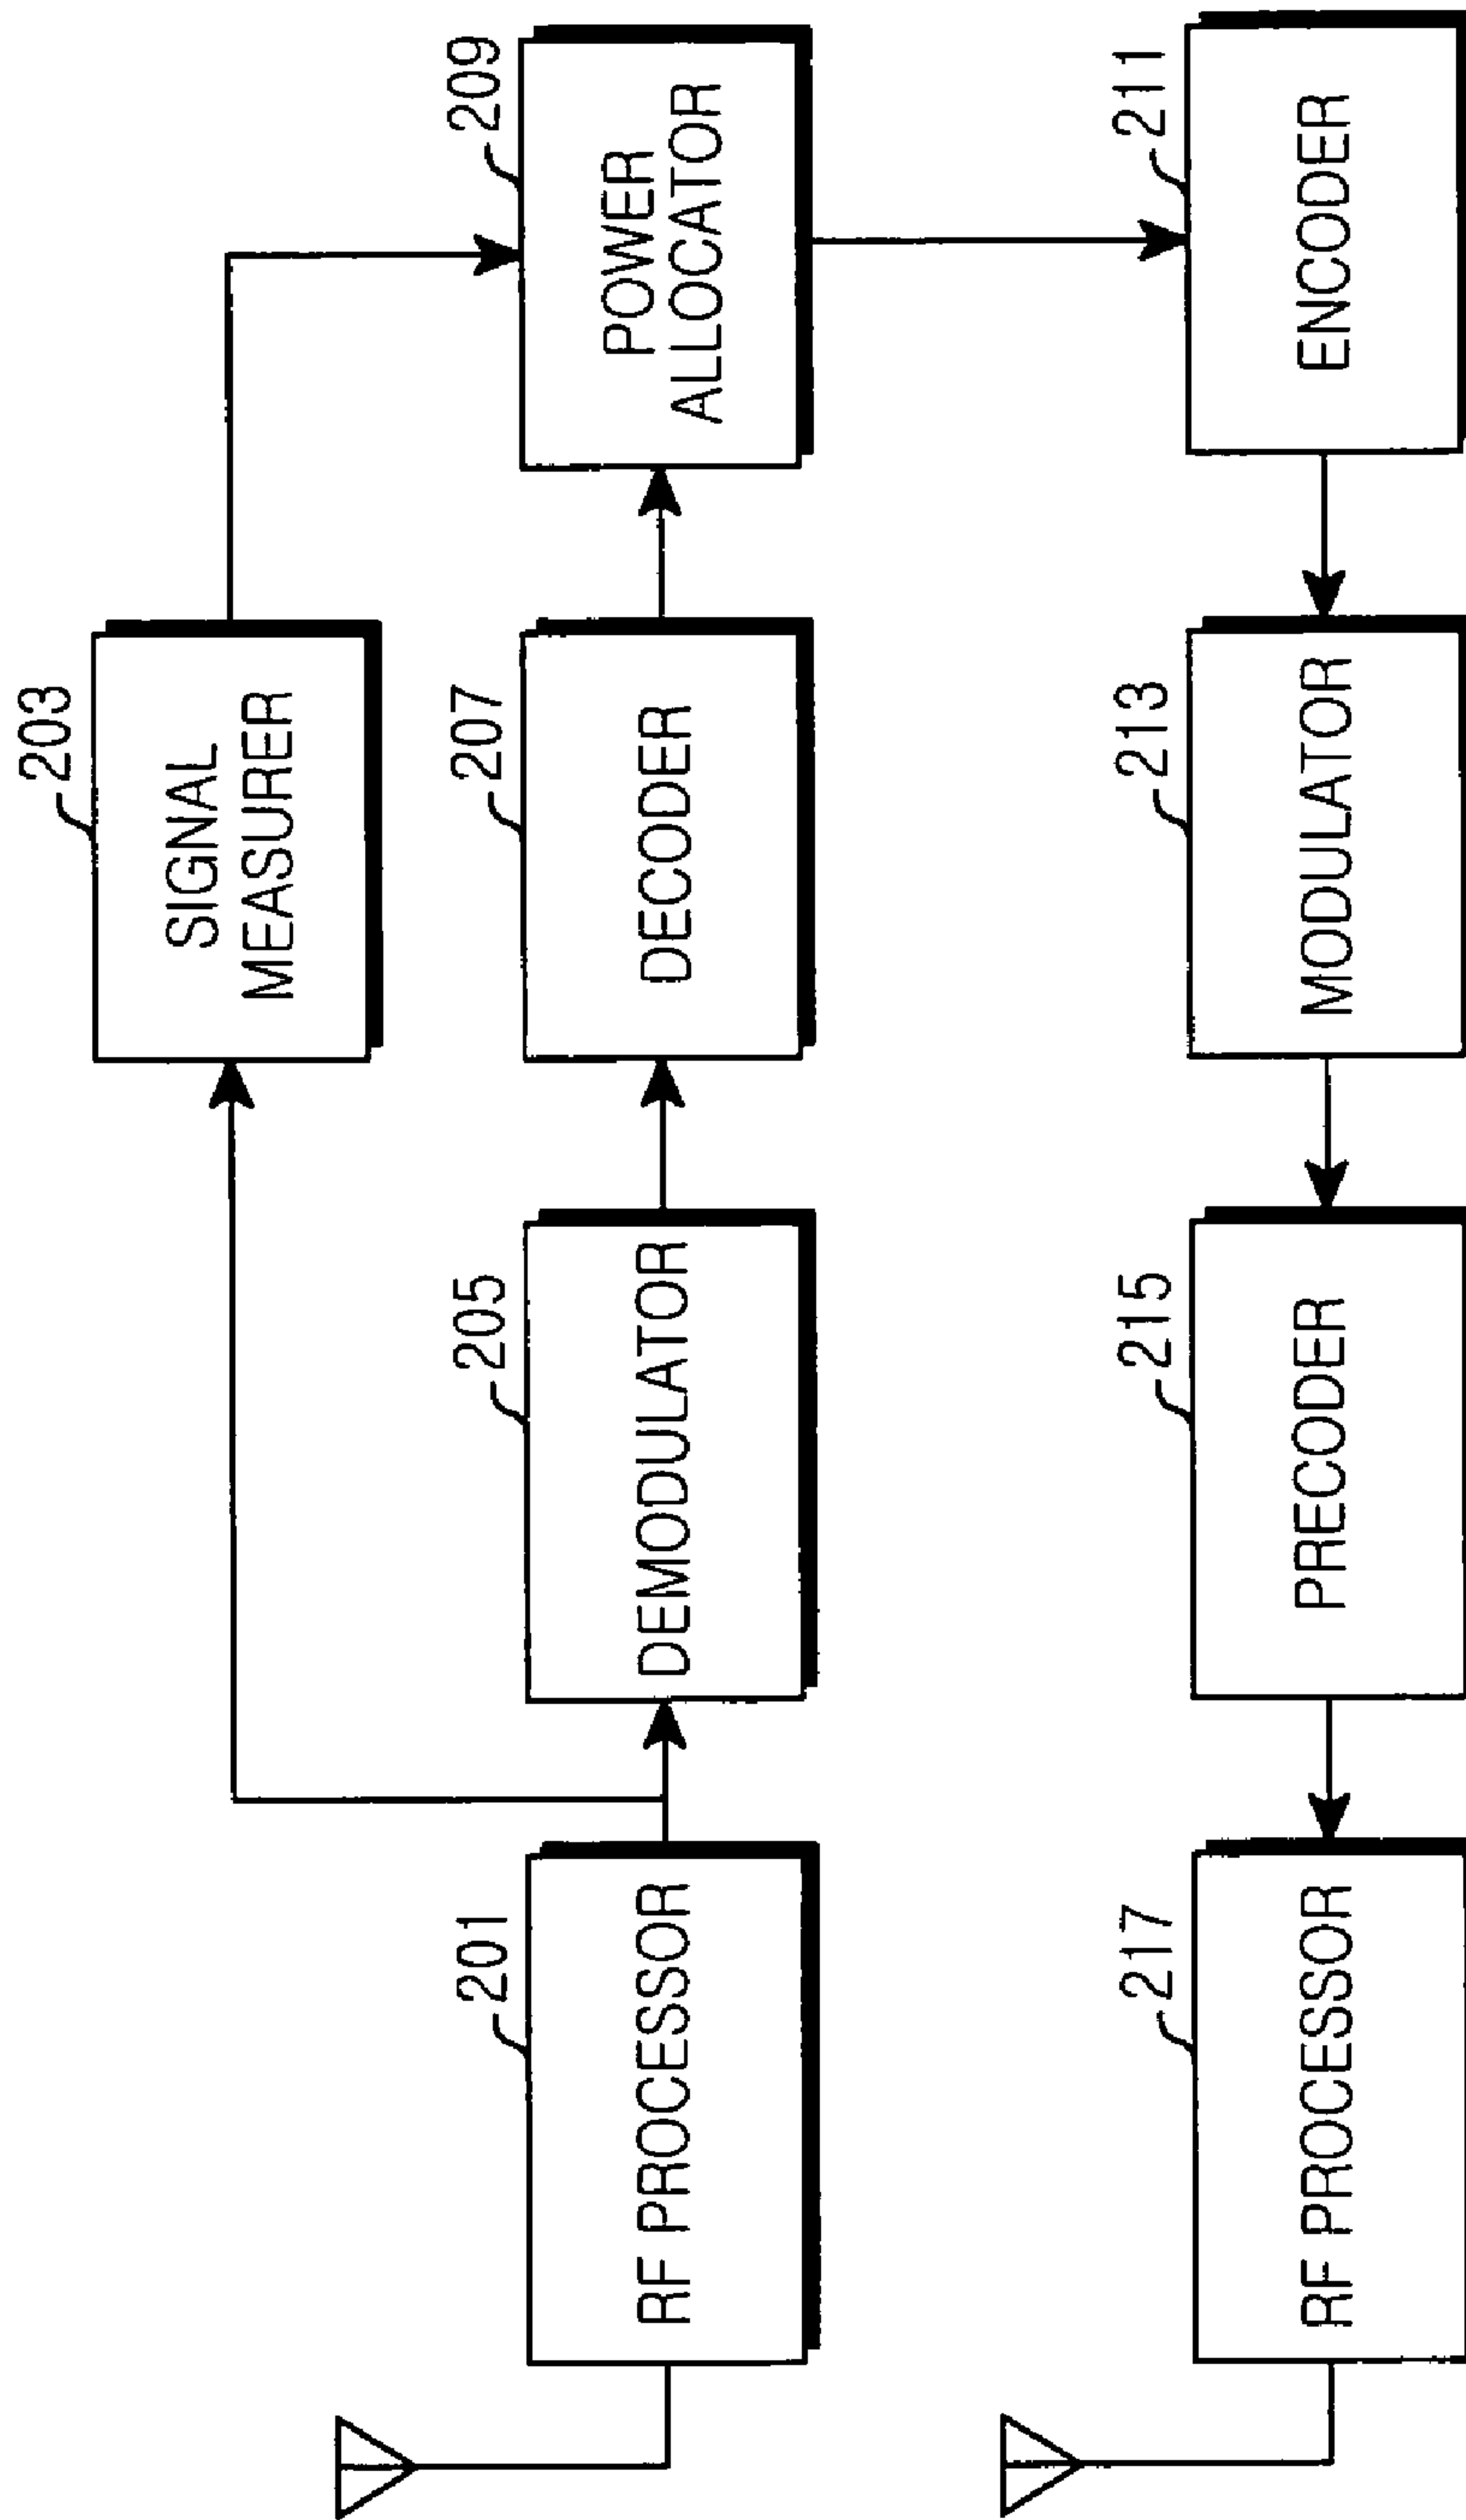 203
SIGNAL
MEASURER
201
RF PROCESSOR
205
DEMODULATOR
207
DECODER
209
POWER
ALLOCATOR
217
RF PROCESSOR
215
PRECODER
213
MODULATOR
211
ENCODER